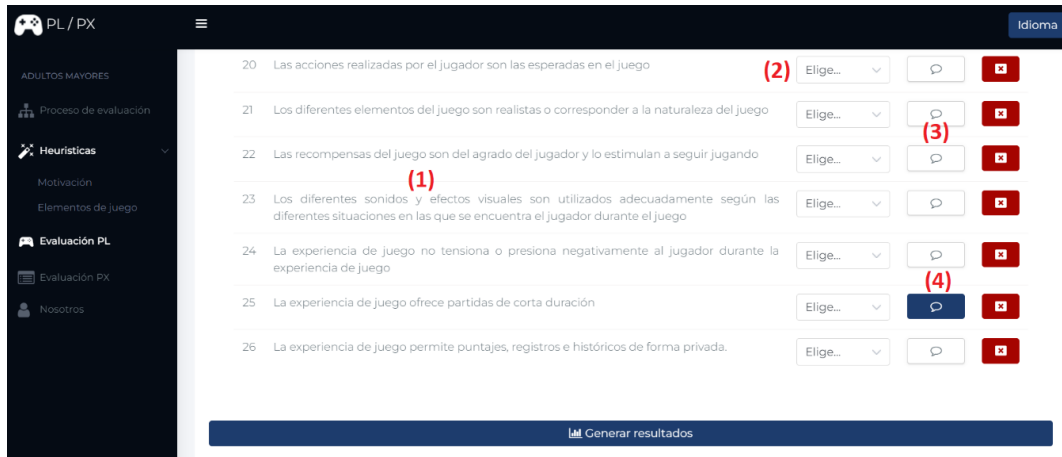 PL / PX
Idioma
ADULTOS MAYORES
Proceso de evaluación
Heuristicas
Motivación
Elementos de juego
Evaluación PL
Evaluación PX
Nosotros
20 Las acciones realizadas por el jugador son las esperadas en el juego (2) Elige...
21 Los diferentes elementos del juego son realistas o corresponder a la naturaleza del juego Elige...
(3)
22 Las recompensas del juego son del agrado del jugador y lo estimulan a seguir jugando Elige...
(1)
23 Los diferentes sonidos y efectos visuales son utilizados adecuadamente según las Elige...
diferentes situaciones en las que se encuentra el jugador durante el juego
24 La experiencia de juego no tensiona o presiona negativamente al jugador durante la Elige...
experiencia de juego
(4)
25 La experiencia de juego ofrece partidas de corta duración Elige...
26 La experiencia de juego permite puntajes, registros e históricos de forma privada. Elige...
Generar resultados